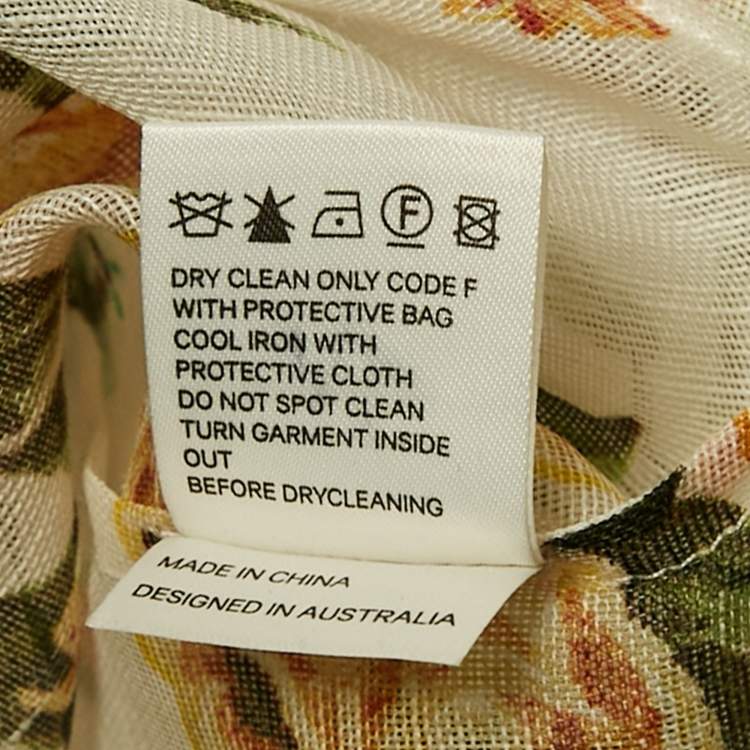 F
DRY CLEAN ONLY CODE F
WITH PROTECTIVE BAG
COOL IRON WITH
PROTECTIVE CLOTH
DO NOT SPOT CLEAN
TURN GARMENT INSIDE
OUT
BEFORE DRYCLEANING
MADE IN CHINA
DESIGNED IN AUSTRALIA